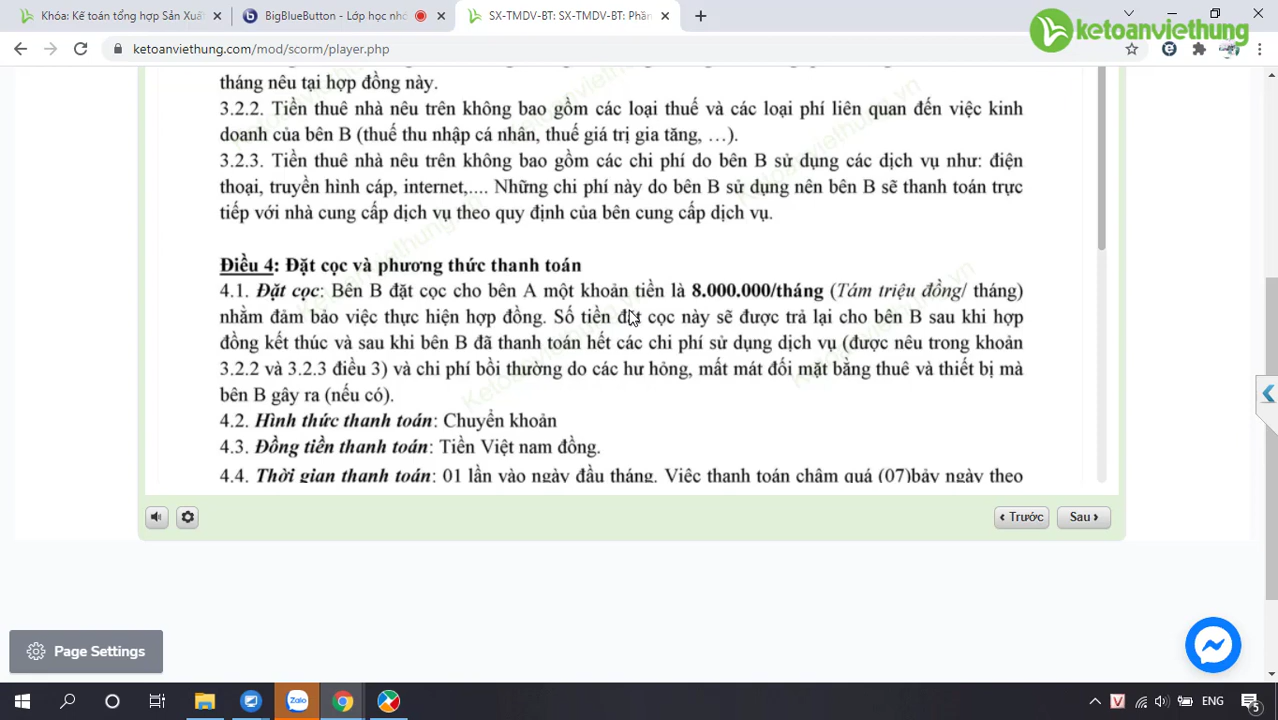 Khóa: Kế toán tổng hợp Sản Xuất
BigBlueButton - Lớp học nhó
SX-TMDV-BT: SX-TMDV-BT: Phần
ketoanviethung
ketoanviethung.com/mod/scorm/player.php
tháng nêu tại hợp đồng này.
3.2.2. Tiền thuê nhà nêu trên không bao gồm các loại thuế và các loại phí liên quan đến việc kinh
doanh của bên B (thuế thu nhập cá nhân, thuế giá trị gia tăng, …).
3.2.3. Tiền thuê nhà nêu trên không bao gồm các chi phí do bên B sử dụng các dịch vụ như: điện
thoại, truyền hình cáp, internet,.... Những chi phí này do bên B sử dụng nên bên B sẽ thanh toán trực
tiếp với nhà cung cấp dịch vụ theo quy định của bên cung cấp dịch vụ.
Điều 4: Đặt cọc và phương thức thanh toán
4.1. Đặt cọc: Bên B đặt cọc cho bên A một khoản tiền là 8.000.000/tháng (Tám triệu đồng/ tháng)
nhằm đảm bảo việc thực hiện hợp đồng. Số tiền đặt cọc này sẽ được trả lại cho bên B sau khi hợp
đồng kết thúc và sau khi bên B đã thanh toán hết các chi phí sử dụng dịch vụ (được nêu trong khoản
3.2.2 và 3.2.3 điều 3) và chi phí bồi thường do các hư hỏng, mất mát đối mặt bằng thuê và thiết bị mà
bên B gây ra (nếu có).
4.2. Hình thức thanh toán: Chuyển khoản
4.3. Đồng tiền thanh toán: Tiền Việt nam đồng.
4.4. Thời gian thanh toán: 01 lần vào ngày đầu tháng. Việc thanh toán chậm quá (07)bảy ngày theo
‹ Trước
Sau ›
Page Settings
Zalo
V
ENG
5